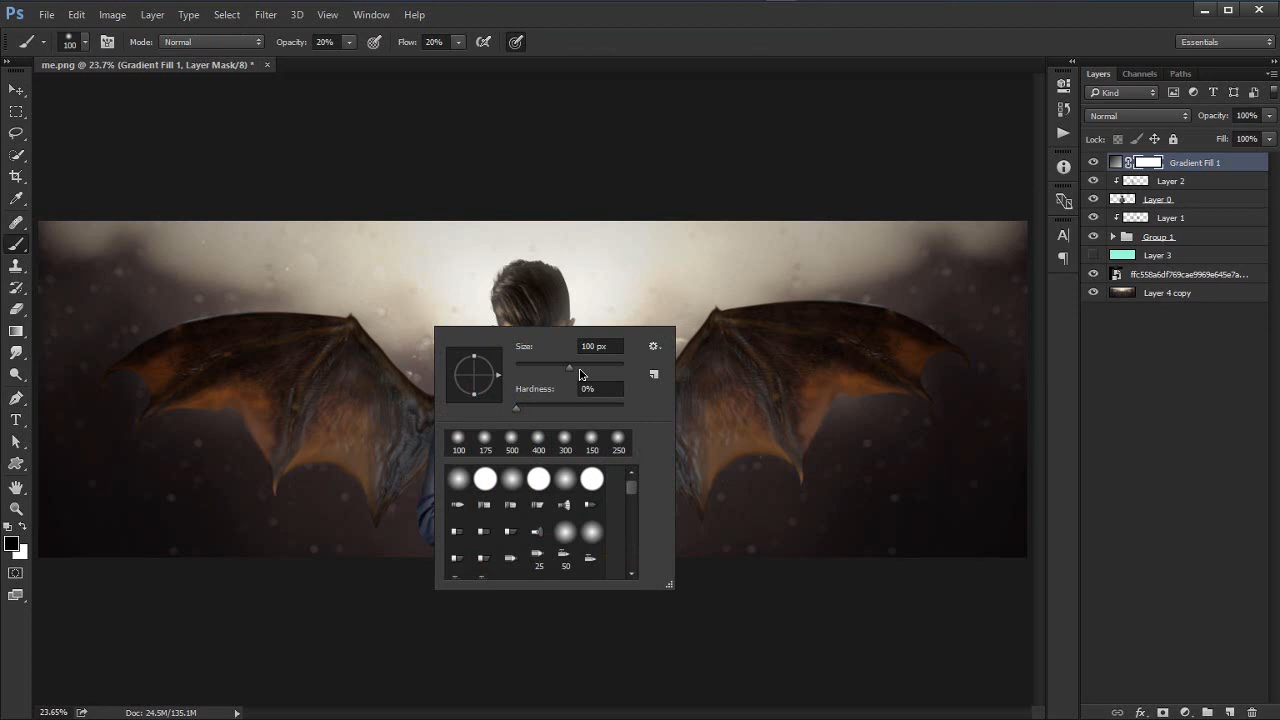 Ps File Edit Image Layer Type Select Filter 3D View Window Help
100 Mode: Normal Opacity: 20% Flow: 20% Essentials
me.png @ 23.7% (Gradient Fill 1, Layer Mask/8) * ×
Layers Channels Paths
Kind
Normal Opacity: 100%
Lock: Fill: 100%
Gradient Fill 1
Layer 2
Layer 0
Layer 1
Group 1
Layer 3
ffc558a6df769cae9969e645e7a...
Layer 4 copy
Size: 100 px
Hardness: 0%
100 175 500 400 300 150 250
25 50
23.65% Doc: 24.5M/135.1M